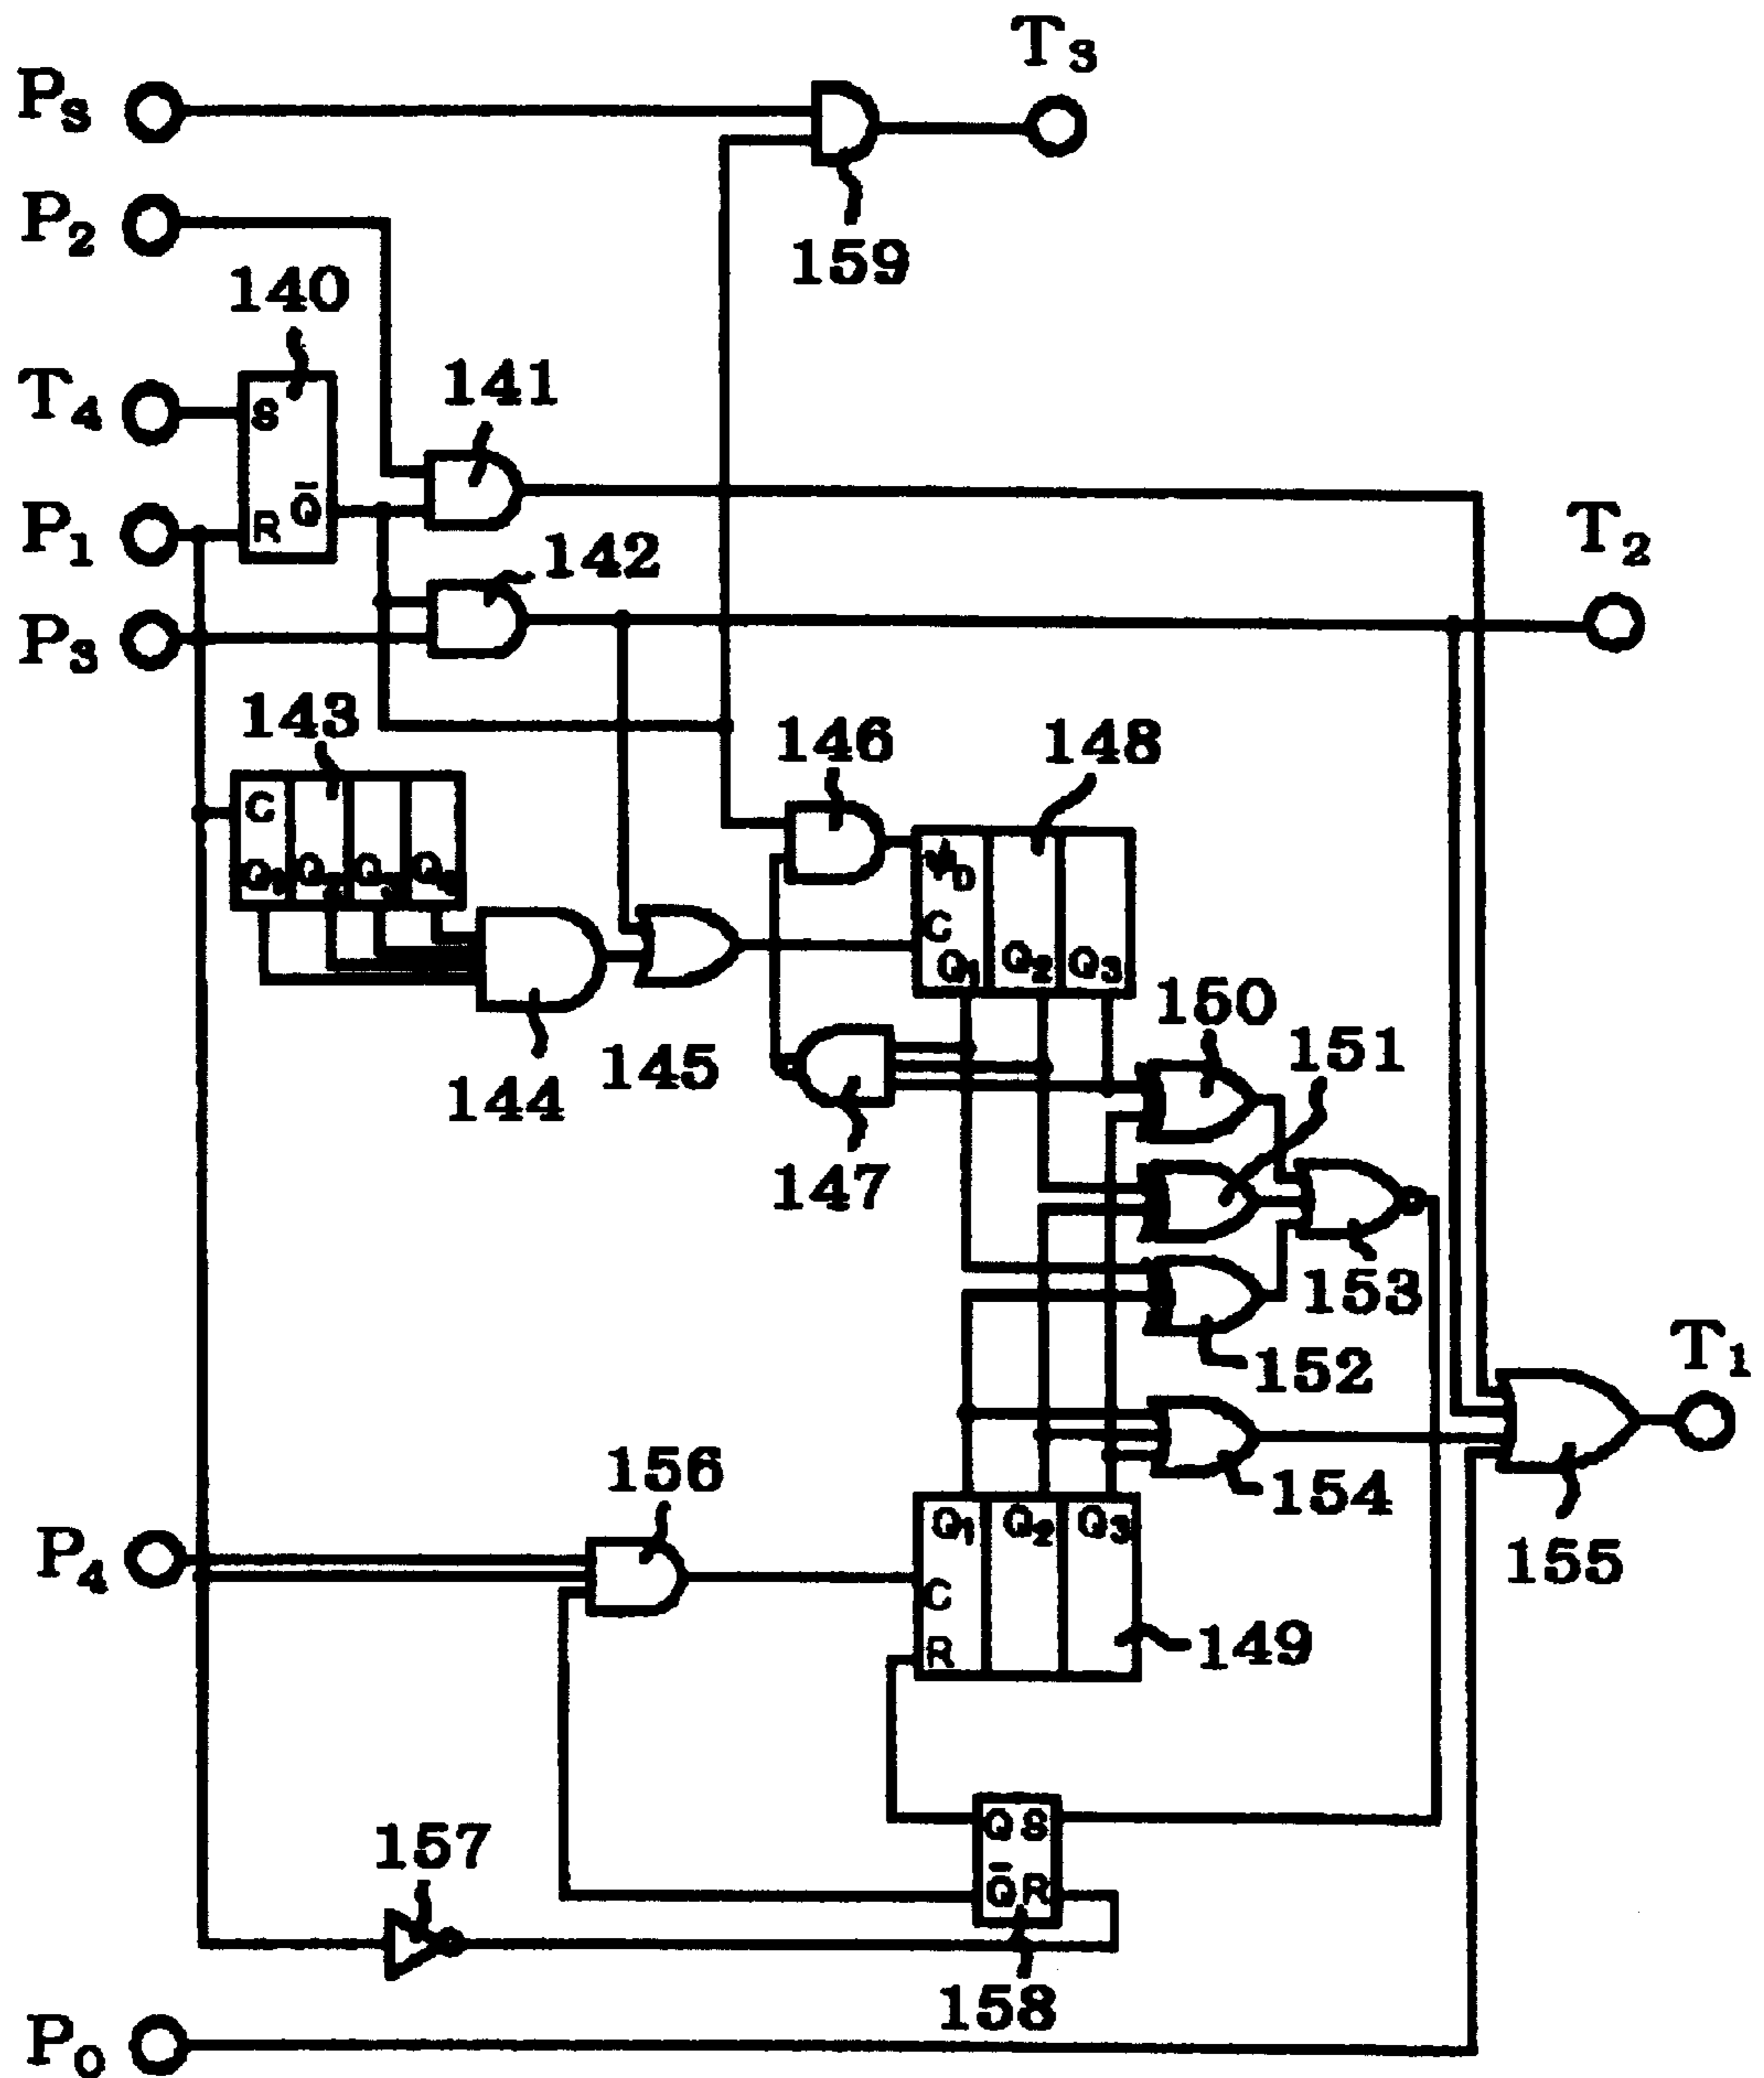 T3
PS
P2
159
140
T4
S
141
P1
R Q̄
T2
142
P3
143
146
148
C
U/D
C
Q1 Q2 Q3
150
151
145
144
147
153
152
T1
156
154
P4
Q1 Q2 Q3
155
C
R
149
157
Q S
Q̄ R
158
P0